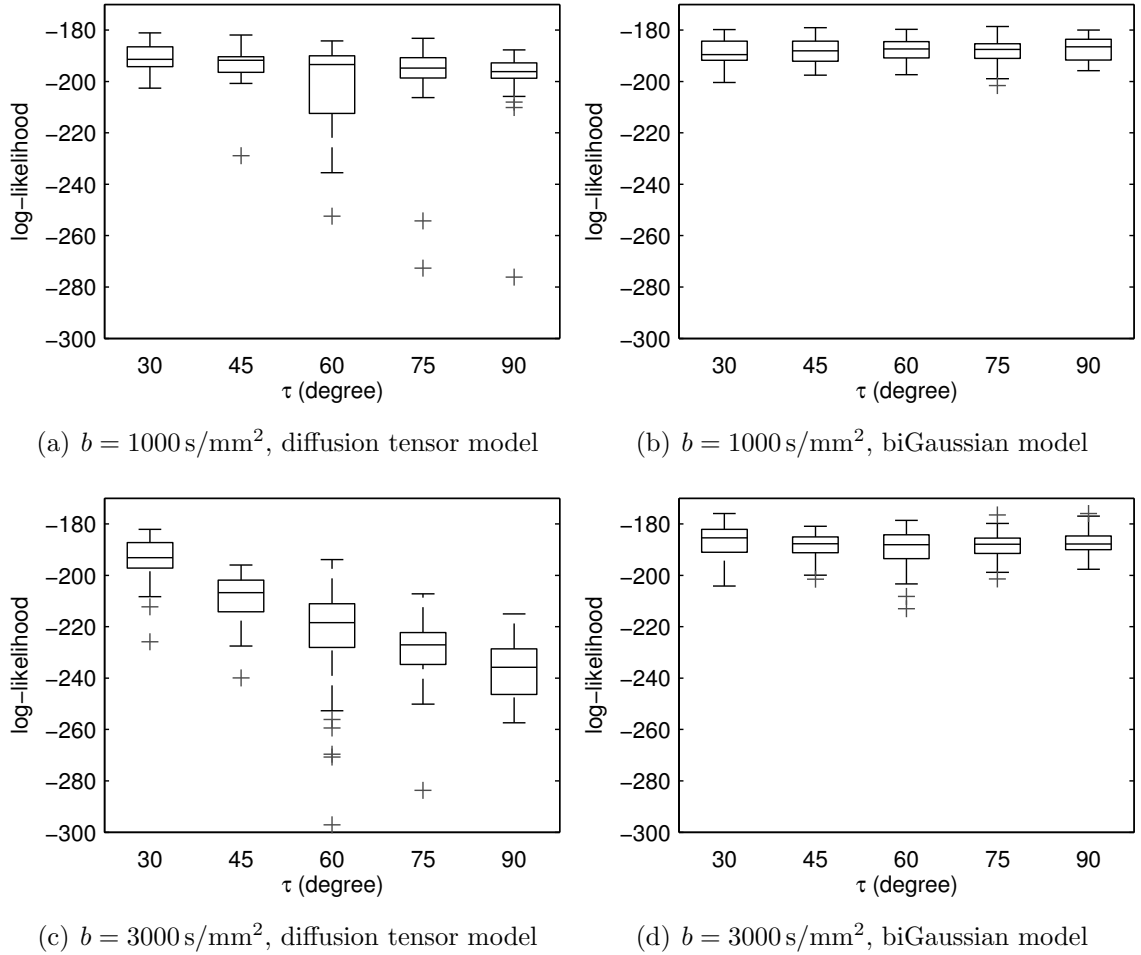 −180
−200
−220
−240
−260
−280
−300
log−likelihood
30 45 60 75 90
τ (degree)
(a) b = 1000 s/mm², diffusion tensor model
−180
−200
−220
−240
−260
−280
−300
log−likelihood
30 45 60 75 90
τ (degree)
(b) b = 1000 s/mm², biGaussian model
−180
−200
−220
−240
−260
−280
−300
log−likelihood
30 45 60 75 90
τ (degree)
(c) b = 3000 s/mm², diffusion tensor model
−180
−200
−220
−240
−260
−280
−300
log−likelihood
30 45 60 75 90
τ (degree)
(d) b = 3000 s/mm², biGaussian model